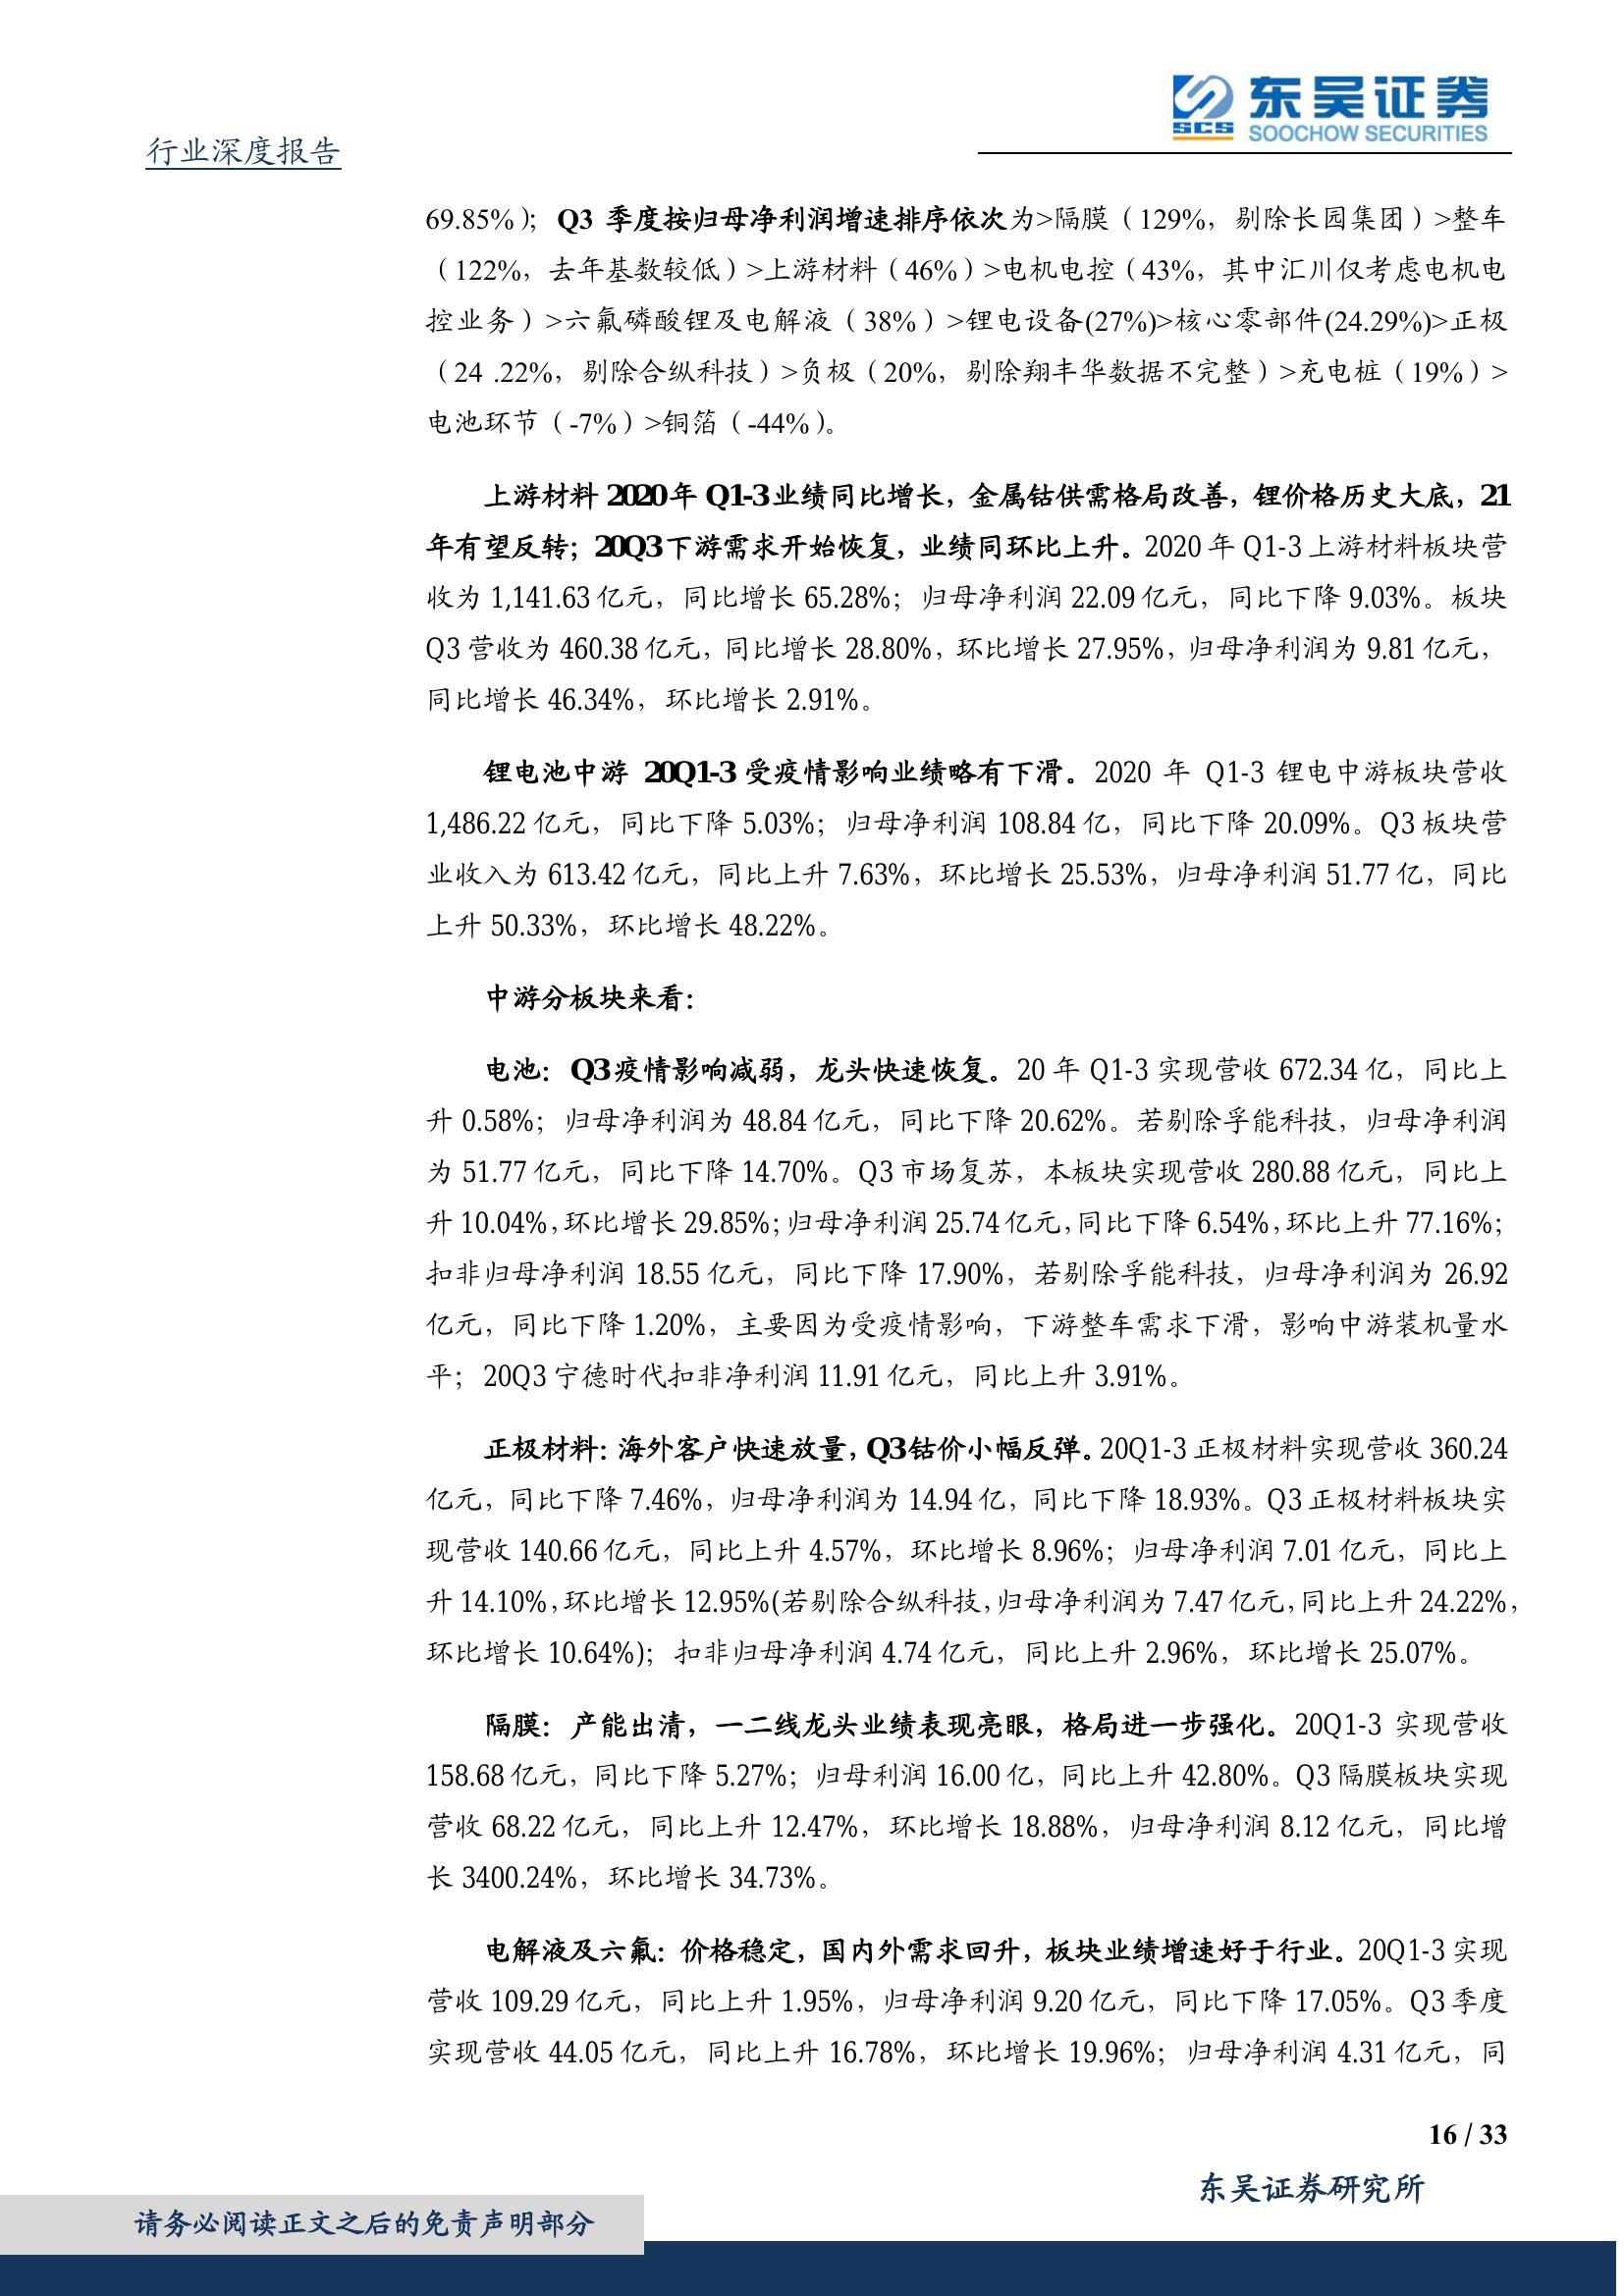 东吴证券
SCS
SOOCHOW SECURITIES
行业深度报告
69.85%）；Q3 季度按归母净利润增速排序依次为>隔膜（129%，剔除长园集团）>整车
（122%，去年基数较低）>上游材料（46%）>电机电控（43%，其中汇川仅考虑电机电
控业务）>六氟磷酸锂及电解液（38%）>锂电设备(27%)>核心零部件(24.29%)>正极
（24 .22%，剔除合纵科技）>负极（20%，剔除翔丰华数据不完整）>充电桩（19%）>
电池环节（-7%）>铜箔（-44%）。
上游材料 2020 年 Q1-3 业绩同比增长，金属钴供需格局改善，锂价格历史大底，21
年有望反转；20Q3 下游需求开始恢复，业绩同环比上升。2020 年 Q1-3 上游材料板块营
收为 1,141.63 亿元，同比增长 65.28%；归母净利润 22.09 亿元，同比下降 9.03%。板块
Q3 营收为 460.38 亿元，同比增长 28.80%，环比增长 27.95%，归母净利润为 9.81 亿元，
同比增长 46.34%，环比增长 2.91%。
锂电池中游 20Q1-3 受疫情影响业绩略有下滑。2020 年 Q1-3 锂电中游板块营收
1,486.22 亿元，同比下降 5.03%；归母净利润 108.84 亿，同比下降 20.09%。Q3 板块营
业收入为 613.42 亿元，同比上升 7.63%，环比增长 25.53%，归母净利润 51.77 亿，同比
上升 50.33%，环比增长 48.22%。
中游分板块来看：
电池：Q3 疫情影响减弱，龙头快速恢复。20 年 Q1-3 实现营收 672.34 亿，同比上
升 0.58%；归母净利润为 48.84 亿元，同比下降 20.62%。若剔除孚能科技，归母净利润
为 51.77 亿元，同比下降 14.70%。Q3 市场复苏，本板块实现营收 280.88 亿元，同比上
升 10.04%，环比增长 29.85%；归母净利润 25.74 亿元，同比下降 6.54%，环比上升 77.16%；
扣非归母净利润 18.55 亿元，同比下降 17.90%，若剔除孚能科技，归母净利润为 26.92
亿元，同比下降 1.20%，主要因为受疫情影响，下游整车需求下滑，影响中游装机量水
平；20Q3 宁德时代扣非净利润 11.91 亿元，同比上升 3.91%。
正极材料：海外客户快速放量，Q3 钴价小幅反弹。20Q1-3 正极材料实现营收 360.24
亿元，同比下降 7.46%，归母净利润为 14.94 亿，同比下降 18.93%。Q3 正极材料板块实
现营收 140.66 亿元，同比上升 4.57%，环比增长 8.96%；归母净利润 7.01 亿元，同比上
升 14.10%，环比增长 12.95%(若剔除合纵科技，归母净利润为 7.47 亿元，同比上升 24.22%，
环比增长 10.64%)；扣非归母净利润 4.74 亿元，同比上升 2.96%，环比增长 25.07%。
隔膜：产能出清，一二线龙头业绩表现亮眼，格局进一步强化。20Q1-3 实现营收
158.68 亿元，同比下降 5.27%；归母利润 16.00 亿，同比上升 42.80%。Q3 隔膜板块实现
营收 68.22 亿元，同比上升 12.47%，环比增长 18.88%，归母净利润 8.12 亿元，同比增
长 3400.24%，环比增长 34.73%。
电解液及六氟：价格稳定，国内外需求回升，板块业绩增速好于行业。20Q1-3 实现
营收 109.29 亿元，同比上升 1.95%，归母净利润 9.20 亿元，同比下降 17.05%。Q3 季度
实现营收 44.05 亿元，同比上升 16.78%，环比增长 19.96%；归母净利润 4.31 亿元，同
16 / 33
东吴证券研究所
请务必阅读正文之后的免责声明部分